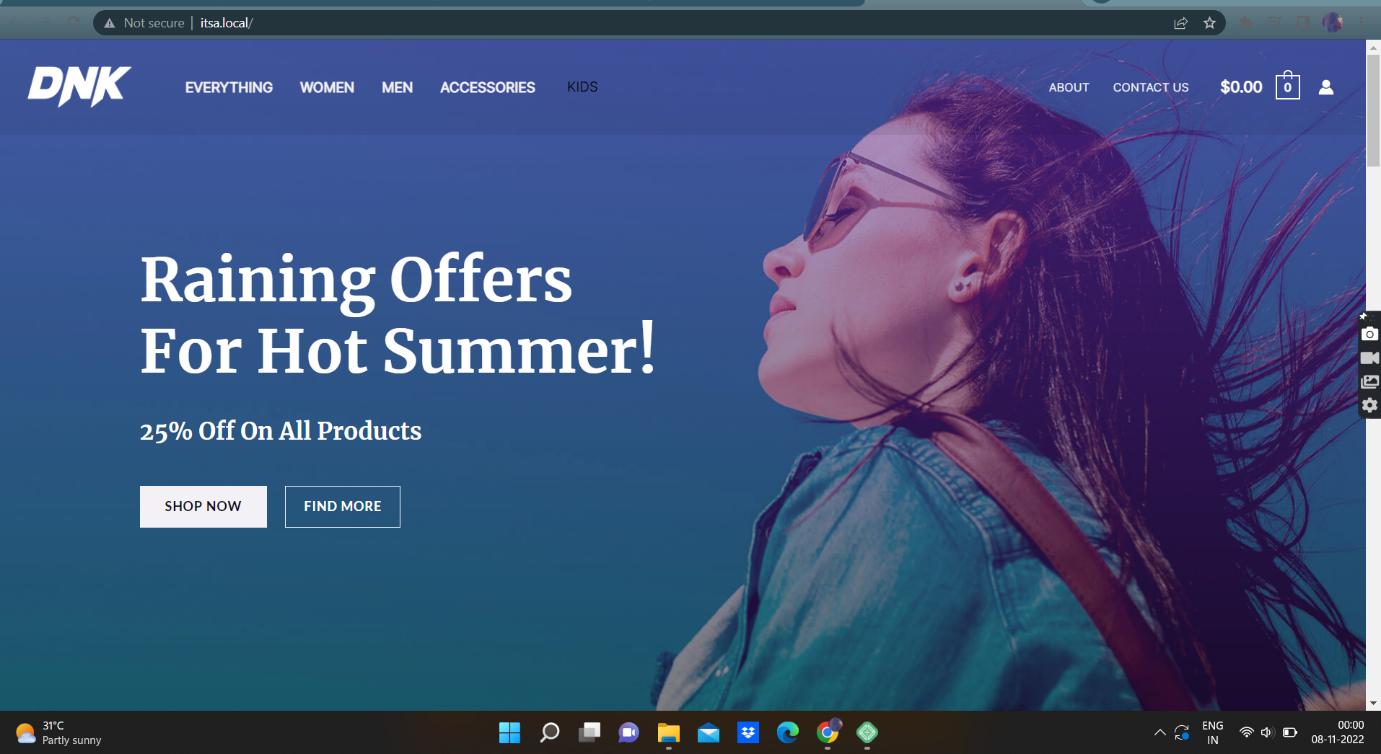 Not secure | itsa.local/
DNK EVERYTHING WOMEN MEN ACCESSORIES KIDS ABOUT CONTACT US $0.00 0
Raining Offers
For Hot Summer!
25% Off On All Products
SHOP NOW FIND MORE
31°C
Partly sunny
ENG
IN
00:00
08-11-2022